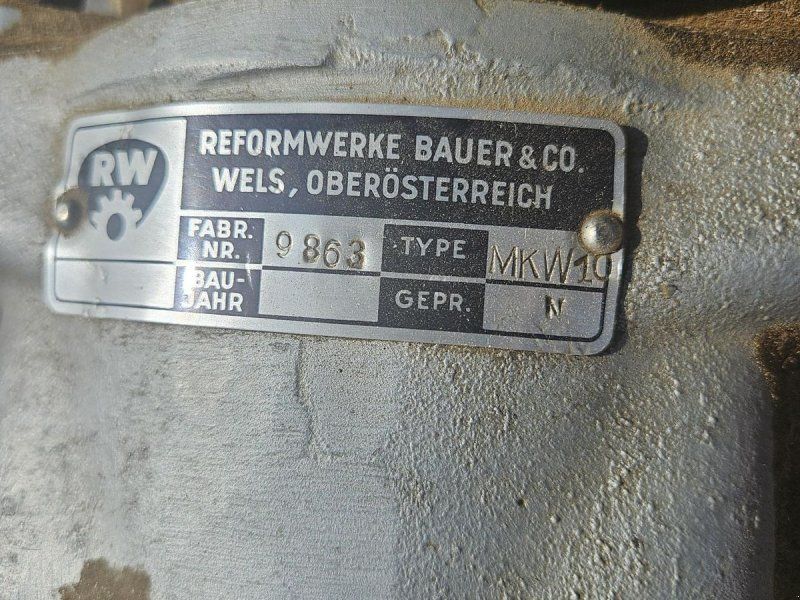 RW
REFORMWERKE BAUER & CO.
WELS, OBERÖSTERREICH
FABR. NR. 9863 TYPE MKW10
BAU-JAHR GEPR. N